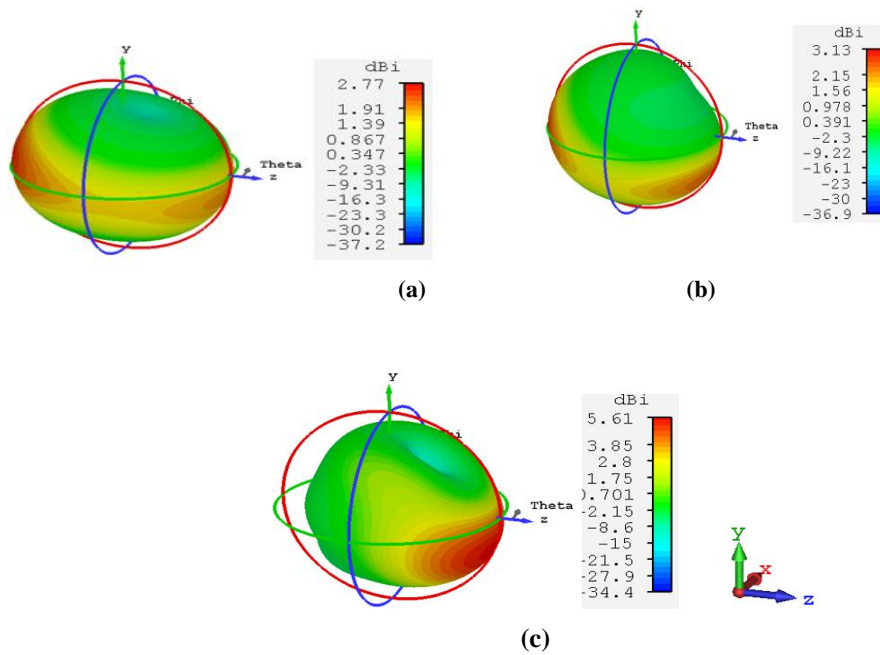 y
dBi
2.77
1.91
1.39
0.867
0.347
-2.33
-9.31
-16.3
-23.3
-30.2
-37.2
Theta
z
(a)
y
dBi
3.13
2.15
1.56
0.978
0.391
-2.3
-9.22
-16.1
-23
-30
-36.9
Theta
z
(b)
y
dBi
5.61
3.85
2.8
1.75
0.701
-2.15
-8.6
-15
-21.5
-27.9
-34.4
Theta
z
(c)
y
x
z